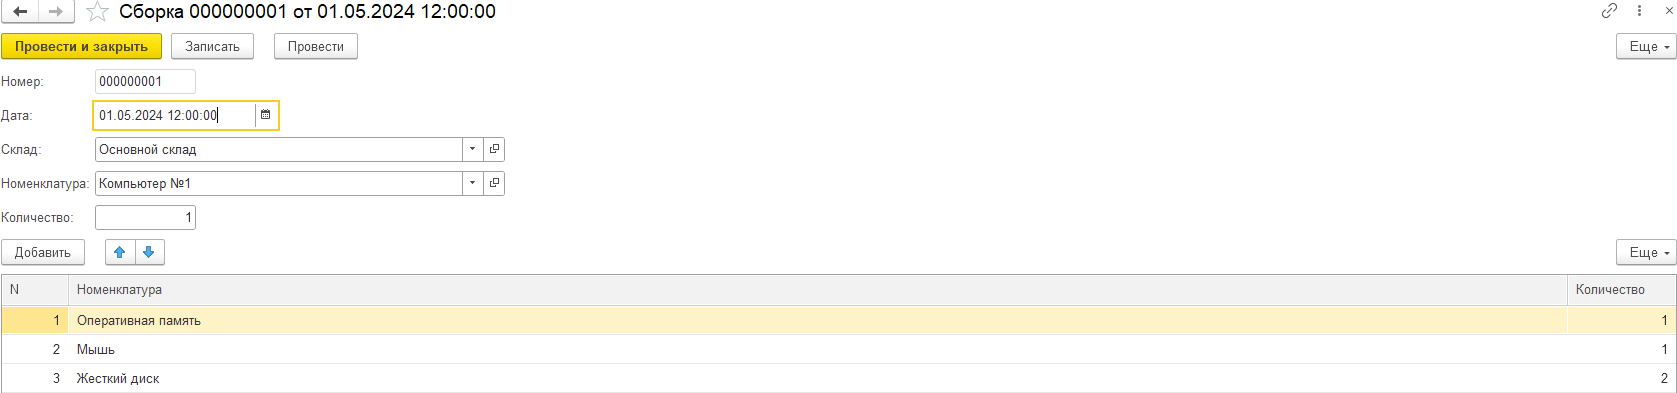 Сборка 000000001 от 01.05.2024 12:00:00
Провести и закрыть Записать Провести Еще
Номер: 000000001
Дата: 01.05.2024 12:00:00
Склад: Основной склад
Номенклатура: Компьютер №1
Количество: 1
Добавить Еще
N Номенклатура Количество
1 Оперативная память 1
2 Мышь 1
3 Жесткий диск 2